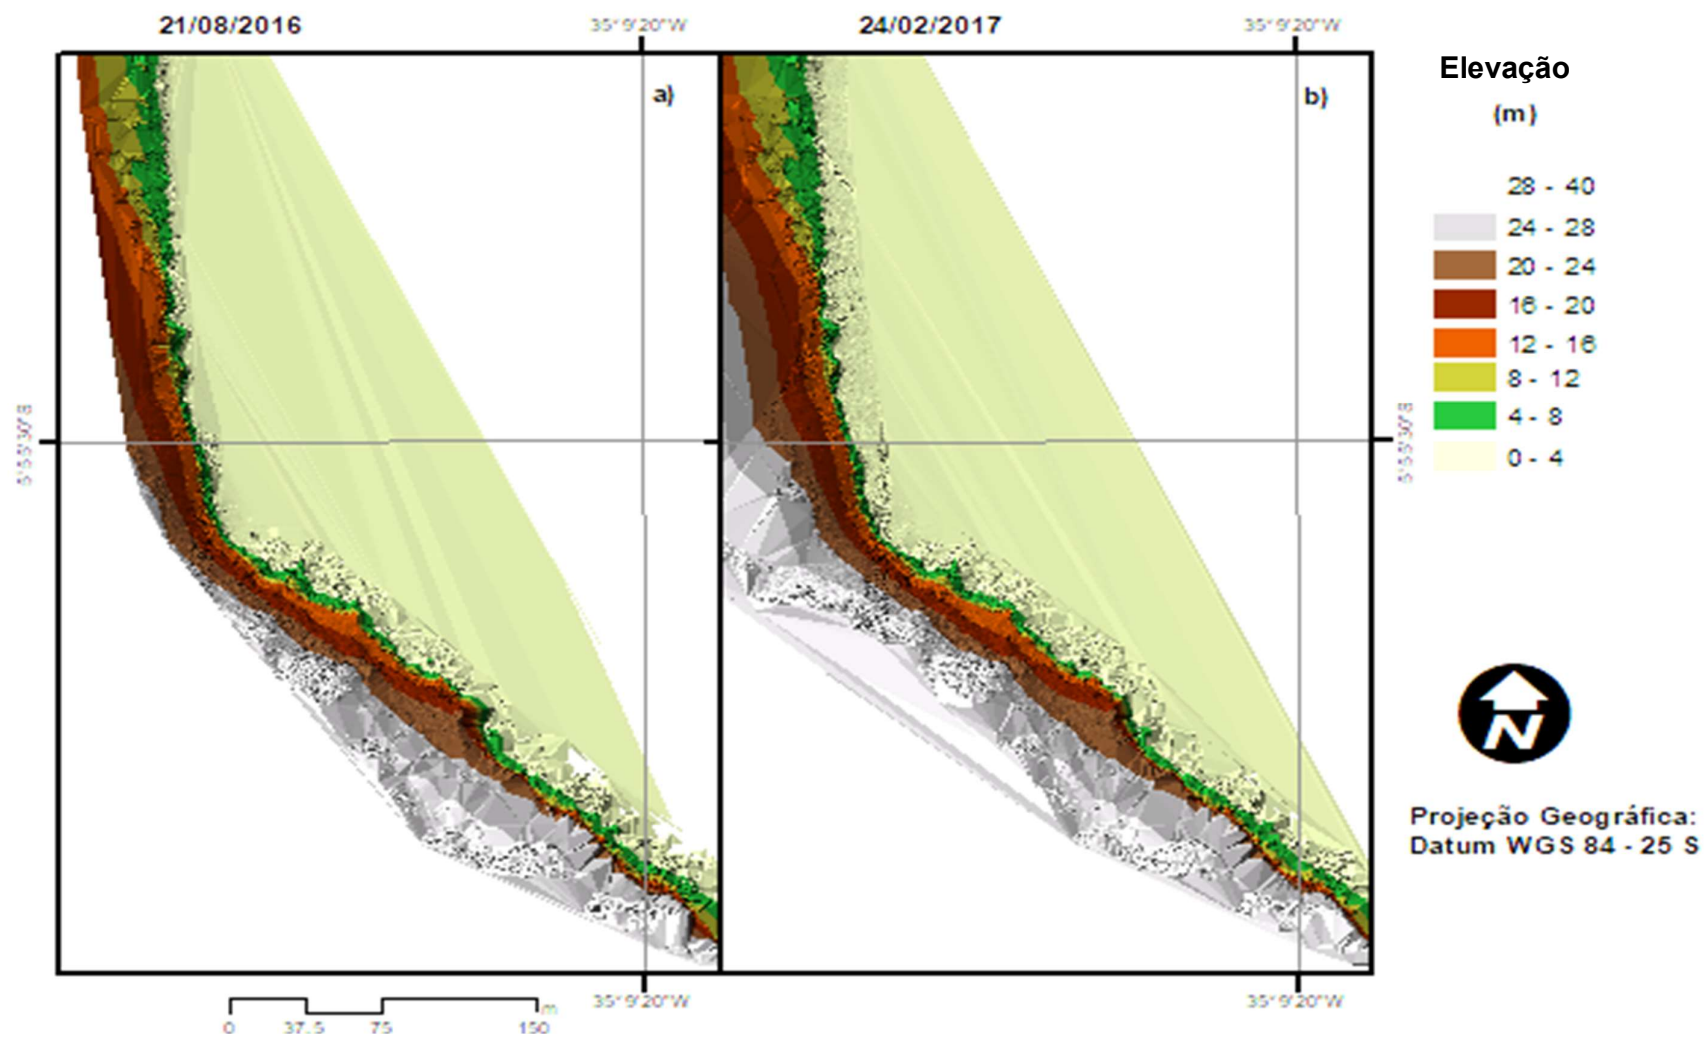 21/08/2016
35°9'20"W
24/02/2017
35°9'20"W
a)
b)
Elevação
(m)
28 - 40
24 - 28
20 - 24
16 - 20
12 - 16
8 - 12
4 - 8
0 - 4
N
Projeção Geográfica:
Datum WGS 84 - 25 S
35°9'20"W
35°9'20"W
m
0 37.5 75 150